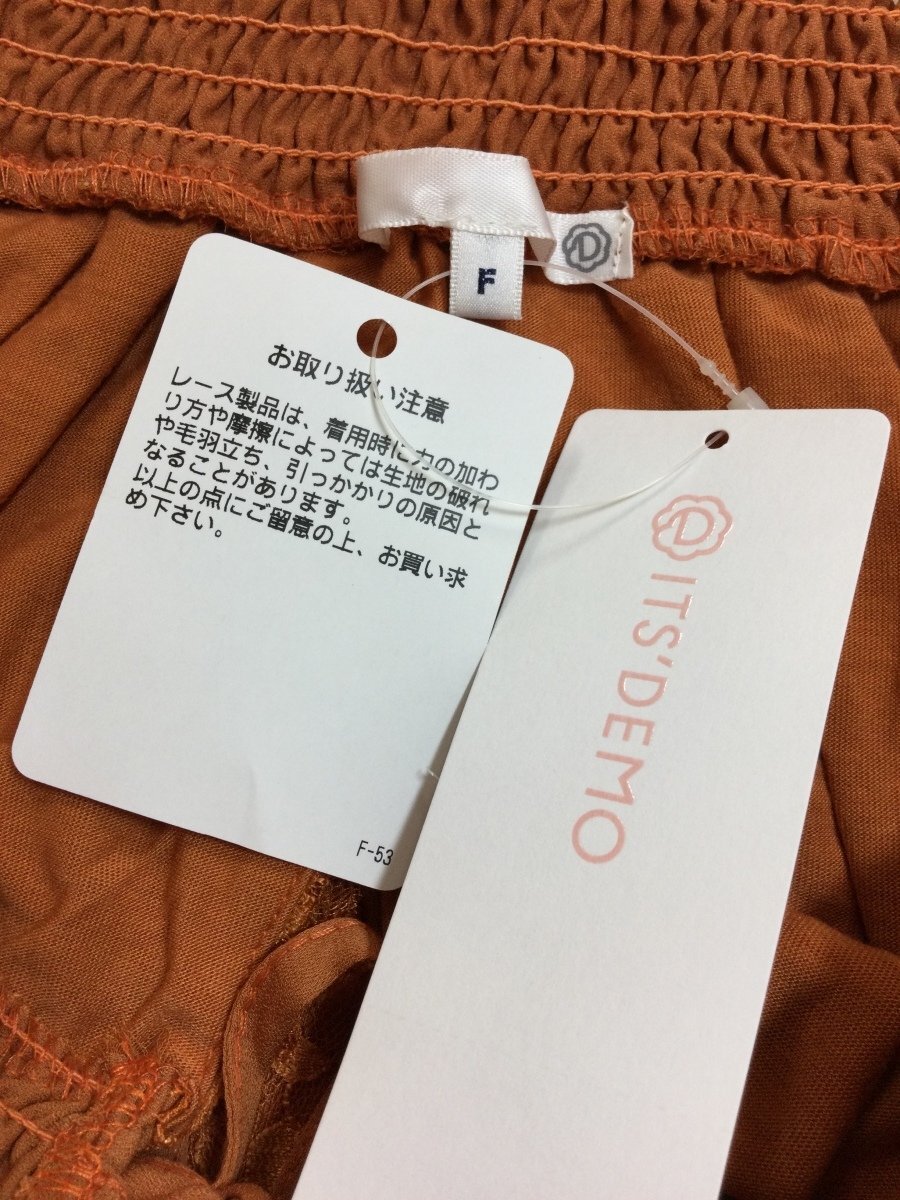 F
D
お取り扱い注意
レース製品は、着用時に力の加わ
り方や摩擦によっては生地の破れ
や毛羽立ち、引っかかりの原因と
なることがあります。
以上の点にご留意の上、お買い求
め下さい。
F-53
D ITS'DEMO